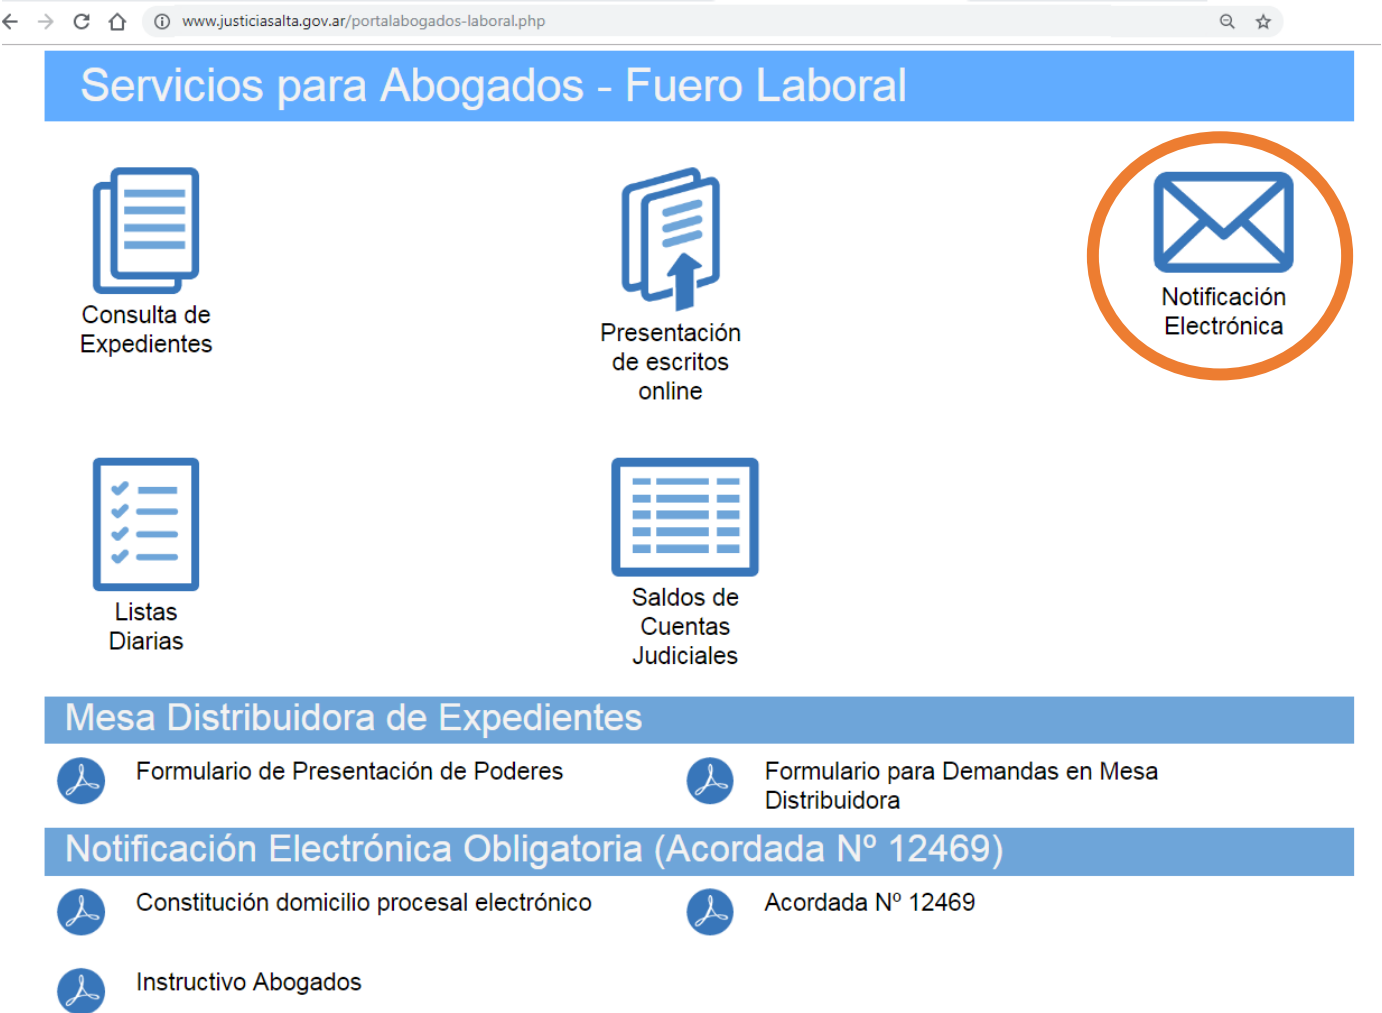 www.justiciasalta.gov.ar/portalabogados-laboral.php
Servicios para Abogados - Fuero Laboral
Consulta de
Expedientes
Presentación
de escritos
online
Notificación
Electrónica
Listas
Diarias
Saldos de
Cuentas
Judiciales
Mesa Distribuidora de Expedientes
Formulario de Presentación de Poderes
Formulario para Demandas en Mesa
Distribuidora
Notificación Electrónica Obligatoria (Acordada Nº 12469)
Constitución domicilio procesal electrónico
Acordada Nº 12469
Instructivo Abogados